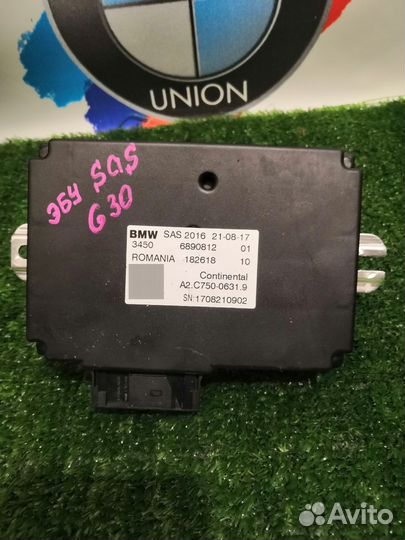 UNION
ЭБУ SAS
G30
BMW SAS 2016 21-08-17
3450 6890812 01
ROMANIA 182618 10
Continental
A2.C750-0631.9
SN:1708210902
Avito